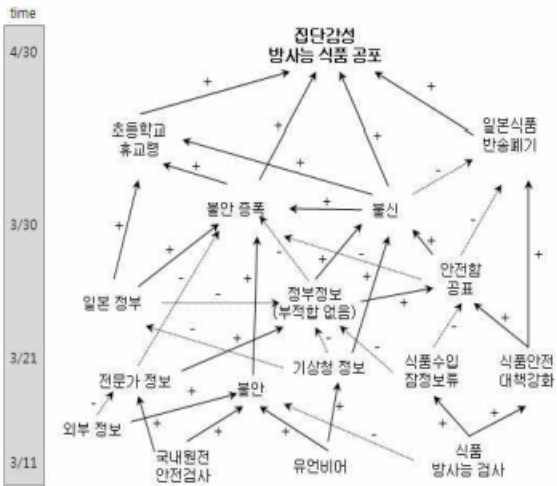 time
4/30
집단감성
방사능 식품 공포
+
+
+
+
초등학교
휴교령
일본식품
반송폐기
+
+
-
3/30
불안 증폭
+
불신
+
+
+
-
-
+
-
+
-
+
안전함
공표
일본 정부
-
정부정보
(부적합 없음)
+
+
3/21
-
+
-
-
-
전문가 정보
불안
기상청 정보
식품수입
잠정보류
식품안전
대책강화
-
+
외부 정보
+
+
+
+
-
+
+
3/11
국내원전
안전검사
유언비어
식품
방사능 검사